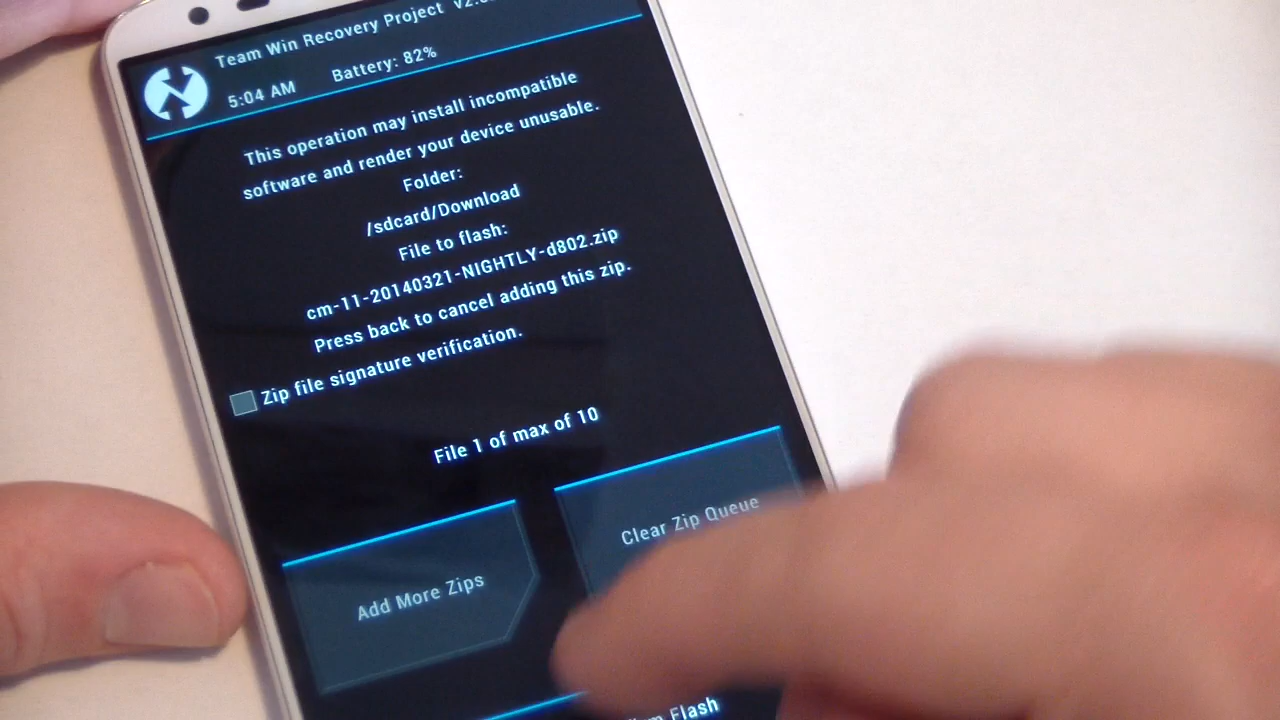 Team Win Recovery Project
5:04 AM Battery: 82%
This operation may install incompatible
software and render your device unusable.
Folder:
/sdcard/Download
File to flash:
cm-11-20140321-NIGHTLY-d802.zip
Press back to cancel adding this zip.
Zip file signature verification.
File 1 of max of 10
Clear Zip Queue
Add More Zips
Flash